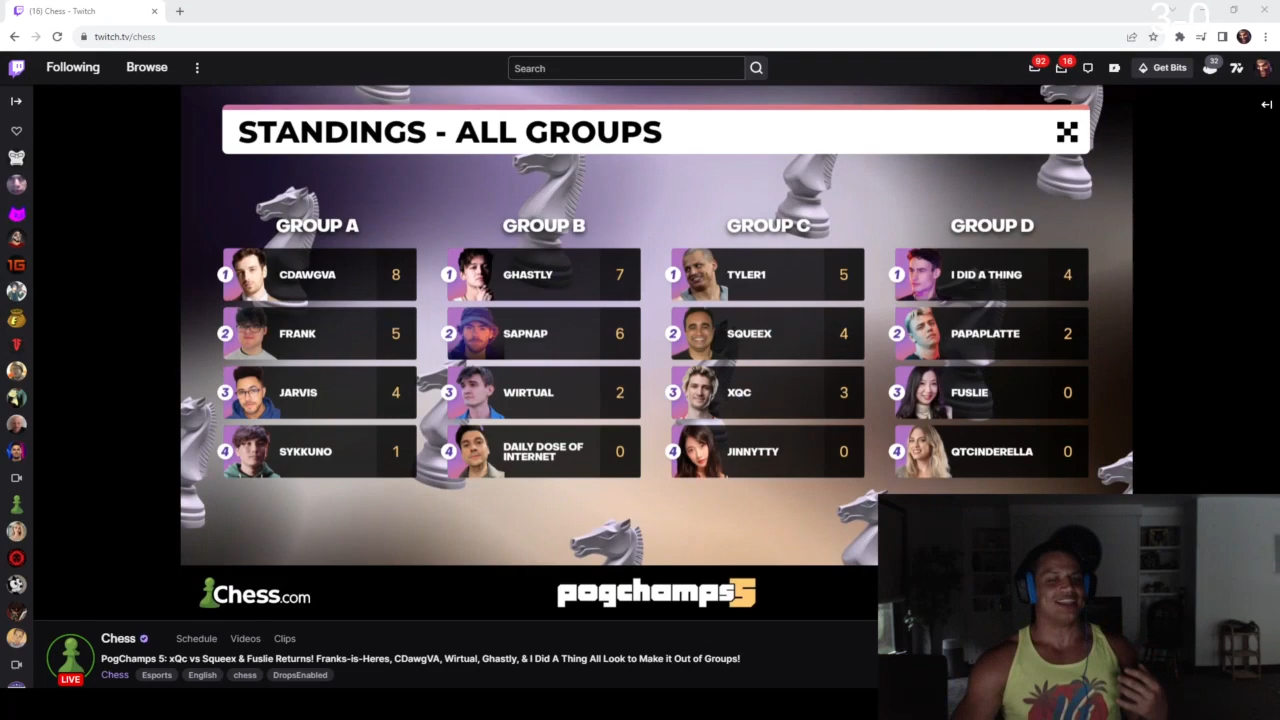 (16) Chess - Twitch
3-0
twitch.tv/chess
Following
Browse
Search
92
16
Get Bits
32
STANDINGS - ALL GROUPS
GROUP A
1 CDAWGVA 8
2 FRANK 5
3 JARVIS 4
4 SYKKUNO 1
GROUP B
1 GHASTLY 7
2 SAPNAP 6
3 WIRTUAL 2
4 DAILY DOSE OF
INTERNET 0
GROUP C
1 TYLER1 5
2 SQUEEX 4
3 XQC 3
4 JINNYTTY 0
GROUP D
1 I DID A THING 4
2 PAPAPLATTE 2
3 FUSLIE 0
4 QTCINDERELLA 0
Chess.com
pogchamps5
Chess
Schedule
Videos
Clips
PogChamps 5: xQc vs Squeex & Fuslie Returns! Franks-is-Heres, CDawgVA, Wirtual, Ghastly, & I Did A Thing All Look to Make it Out of Groups!
LIVE
Chess
Esports
English
chess
DropsEnabled